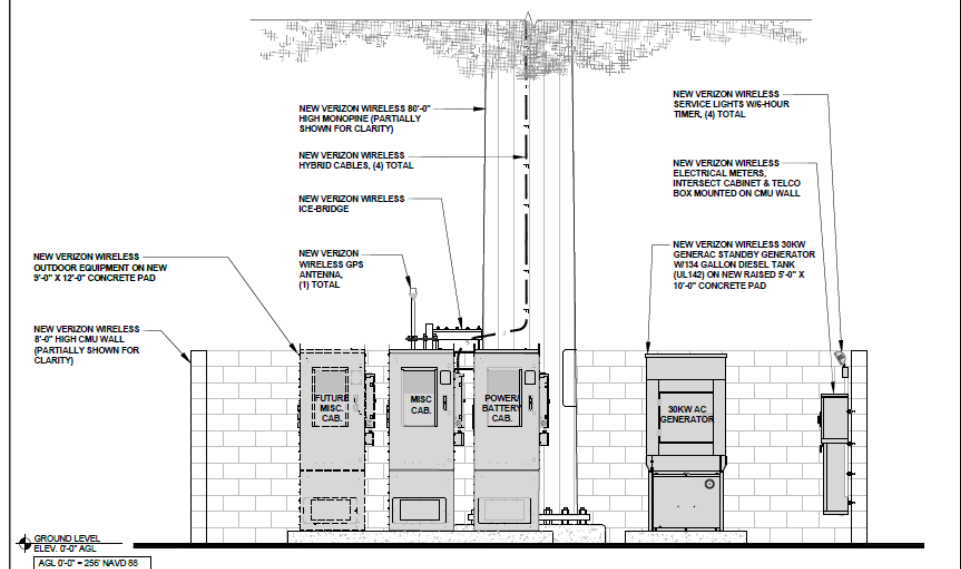 NEW VERIZON WIRELESS 80'-0"
HIGH MONOPINE (PARTIALLY
SHOWN FOR CLARITY)
NEW VERIZON WIRELESS
HYBRID CABLES, (4) TOTAL
NEW VERIZON WIRELESS
ICE-BRIDGE
NEW VERIZON
WIRELESS GPS
ANTENNA,
(1) TOTAL
NEW VERIZON WIRELESS
OUTDOOR EQUIPMENT ON NEW
9'-0" X 12'-0" CONCRETE PAD
NEW VERIZON WIRELESS
8'-0" HIGH CMU WALL
(PARTIALLY SHOWN FOR
CLARITY)
NEW VERIZON WIRELESS
SERVICE LIGHTS W/6-HOUR
TIMER, (4) TOTAL
NEW VERIZON WIRELESS
ELECTRICAL METERS,
INTERSECT CABINET & TELCO
BOX MOUNTED ON CMU WALL
NEW VERIZON WIRELESS 30KW
GENERAC STANDBY GENERATOR
W/134 GALLON DIESEL TANK
(UL142) ON NEW RAISED 5'-0" X
10'-0" CONCRETE PAD
FUTURE
MISC.
CAB.
MISC
CAB.
POWER/
BATTERY
CAB.
30KW AC
GENERATOR
GROUND LEVEL
ELEV. 0'-0" AGL
AGL 0'-0" = 256' NAVD 88